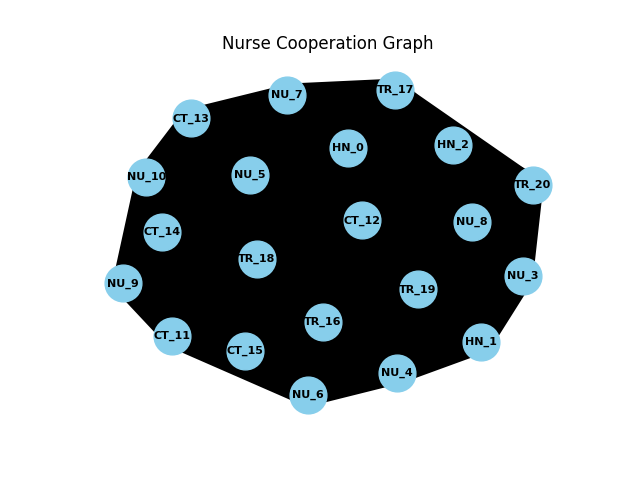 Nurse Cooperation Graph
TR_17
NU_7
CT_13
HN_2
HN_0
NU_5
NU_10
TR_20
CT_12
NU_8
CT_14
TR_18
NU_3
NU_9
TR_19
TR_16
CT_11
HN_1
CT_15
NU_4
NU_6